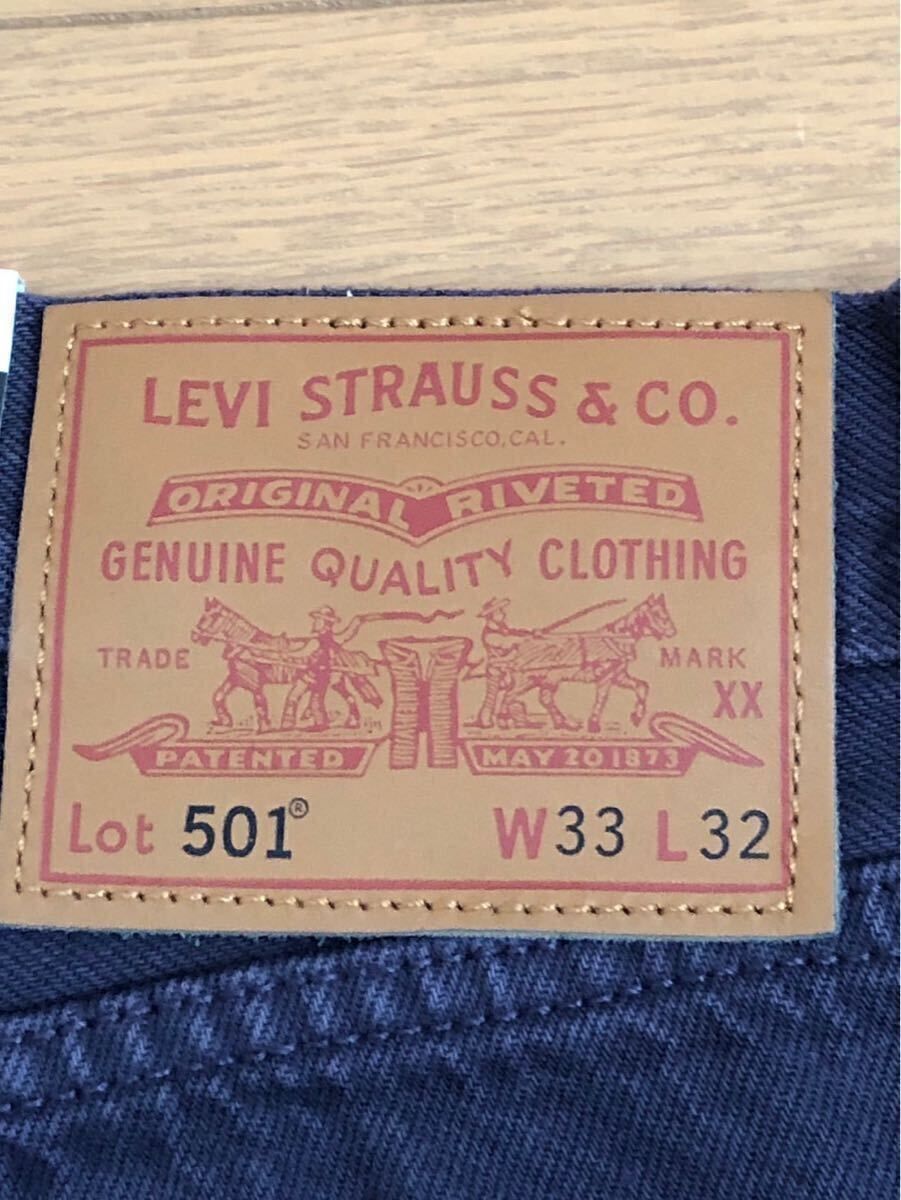 LEVI STRAUSS & CO.
SAN FRANCISCO, CAL.
ORIGINAL RIVETED
GENUINE QUALITY CLOTHING
TRADE MARK
XX
PATENTED MAY 20 1873
Lot 501® W33 L32